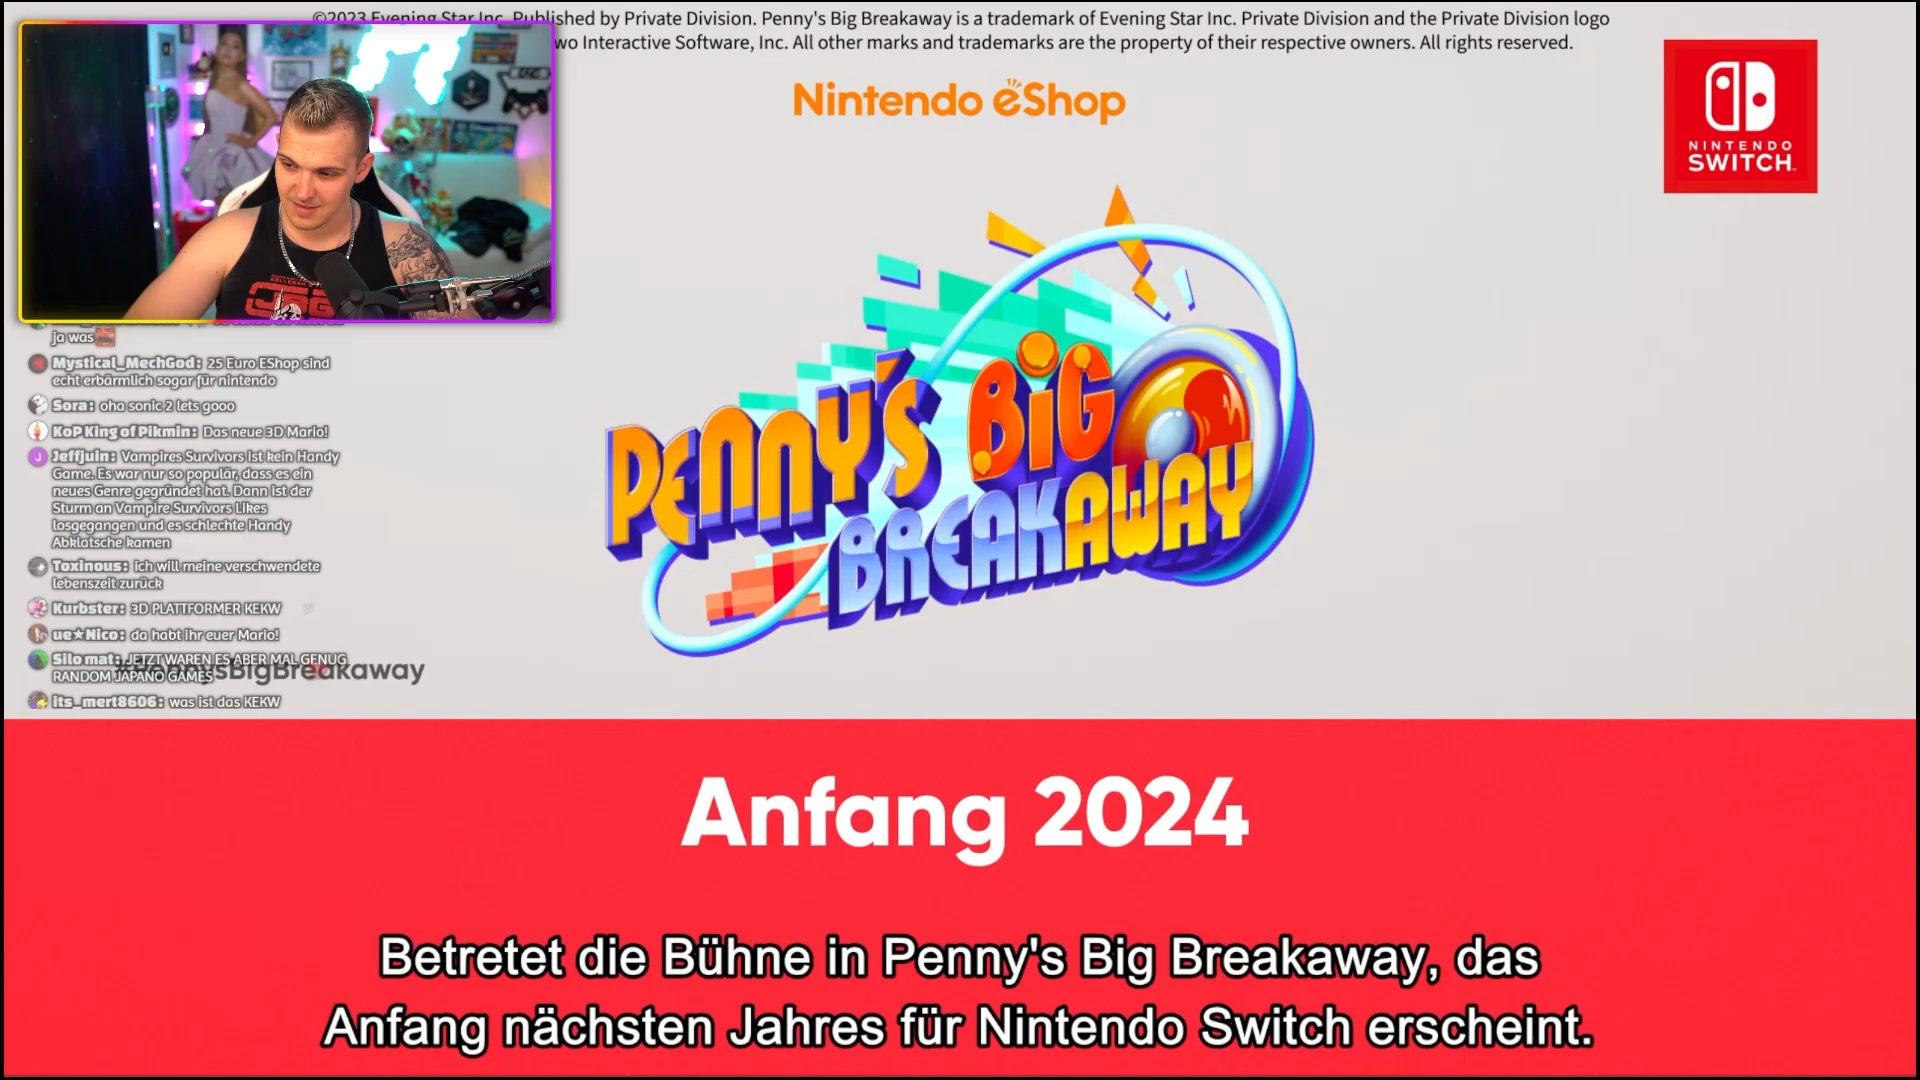 ©2023 Evening Star Inc. Published by Private Division. Penny's Big Breakaway is a trademark of Evening Star Inc. Private Division and the Private Division logo
wo Interactive Software, Inc. All other marks and trademarks are the property of their respective owners. All rights reserved.
Nintendo eShop
NINTENDO
SWITCH
PENNY'S BiG
BREAKAWAY
ja was
Mystical_MechGod: 25 Euro EShop sind
echt erbärmlich sogar für nintendo
Sora: oha sonic 2 lets gooo
KoP King of Pikmin: Das neue 3D Mario!
Jeffjuin: Vampires Survivors ist kein Handy
Game. Es war nur so populär, dass es ein
neues Genre gegründet hat. Dann ist der
Sturm an Vampire Survivors Likes
losgegangen und es schlechte Handy
Abklatsche kamen
Toxinous: ich will meine verschwendete
lebenszeit zurück
Kurbster: 3D PLATTFORMER KEKW
ue★Nico: da habt ihr euer Mario!
Silo mat: JETZT WAREN ES ABER MAL GENUG
RANDOM JAPANO GAMES
#PennysBigBreakaway
its_mert8606: was ist das KEKW
Anfang 2024
Betretet die Bühne in Penny's Big Breakaway, das
Anfang nächsten Jahres für Nintendo Switch erscheint.